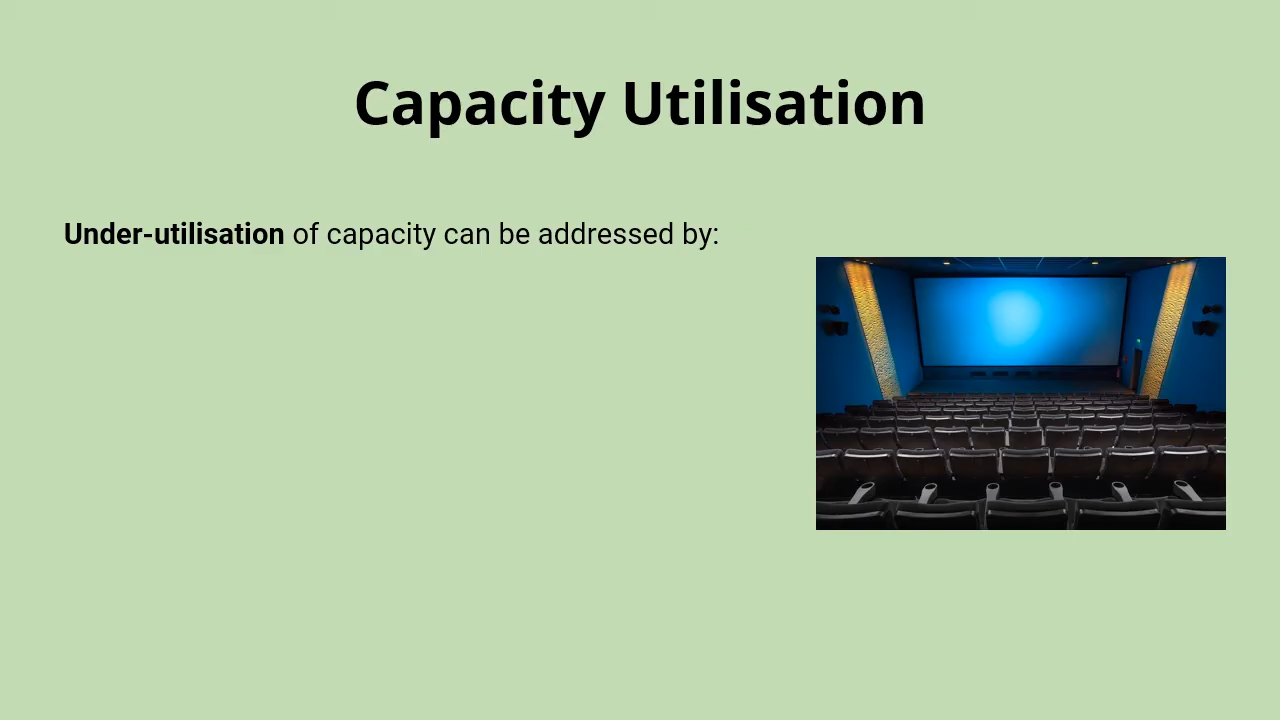 Capacity Utilisation
Under-utilisation of capacity can be addressed by: